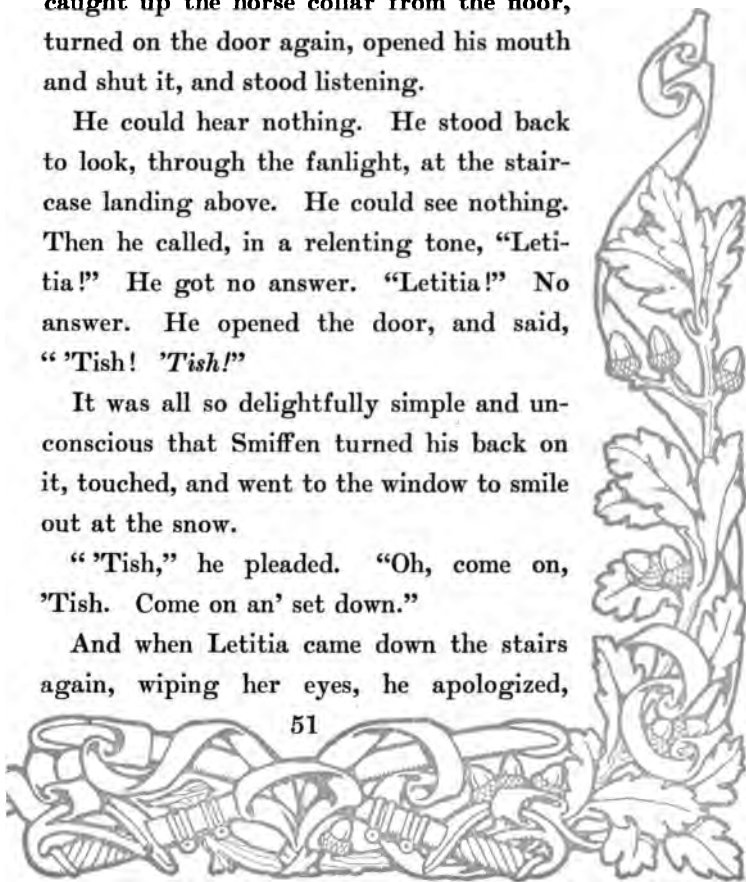 caught up the horse collar from the floor,
turned on the door again, opened his mouth
and shut it, and stood listening.
He could hear nothing. He stood back
to look, through the fanlight, at the stair-
case landing above. He could see nothing.
Then he called, in a relenting tone, “Leti-
tia!” He got no answer. “Letitia!” No
answer. He opened the door, and said,
“ ’Tish! ’Tish!”
It was all so delightfully simple and un-
conscious that Smiffen turned his back on
it, touched, and went to the window to smile
out at the snow.
“ ’Tish,” he pleaded. “Oh, come on,
’Tish. Come on an’ set down.”
And when Letitia came down the stairs
again, wiping her eyes, he apologized,
51